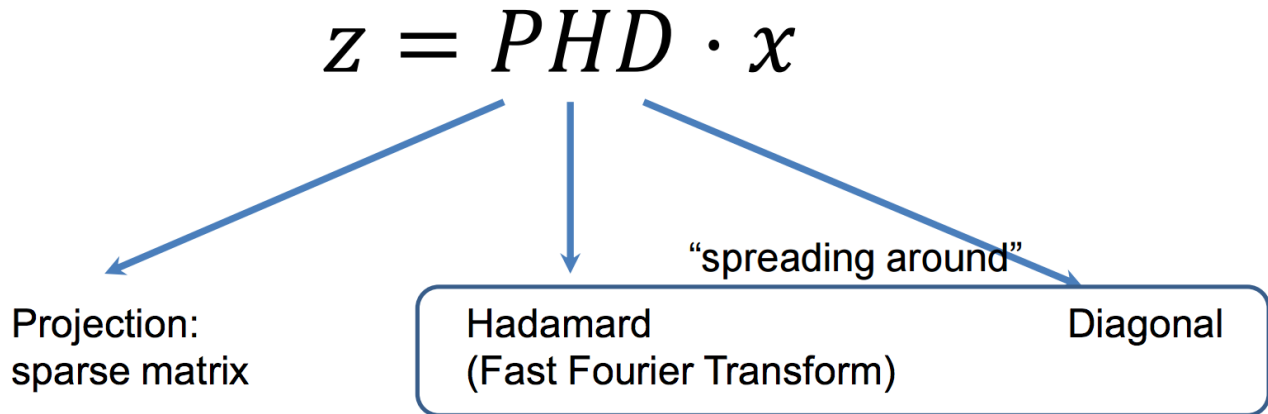 z = PHD · x
“spreading around”
Projection:
sparse matrix
Hadamard
(Fast Fourier Transform)
Diagonal